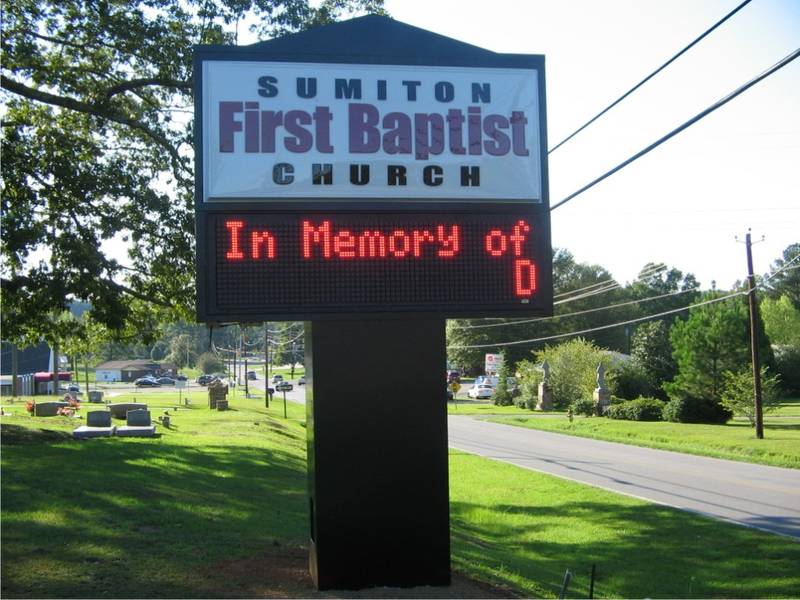 SUMITON
First Baptist
CHURCH
In Memory of
D